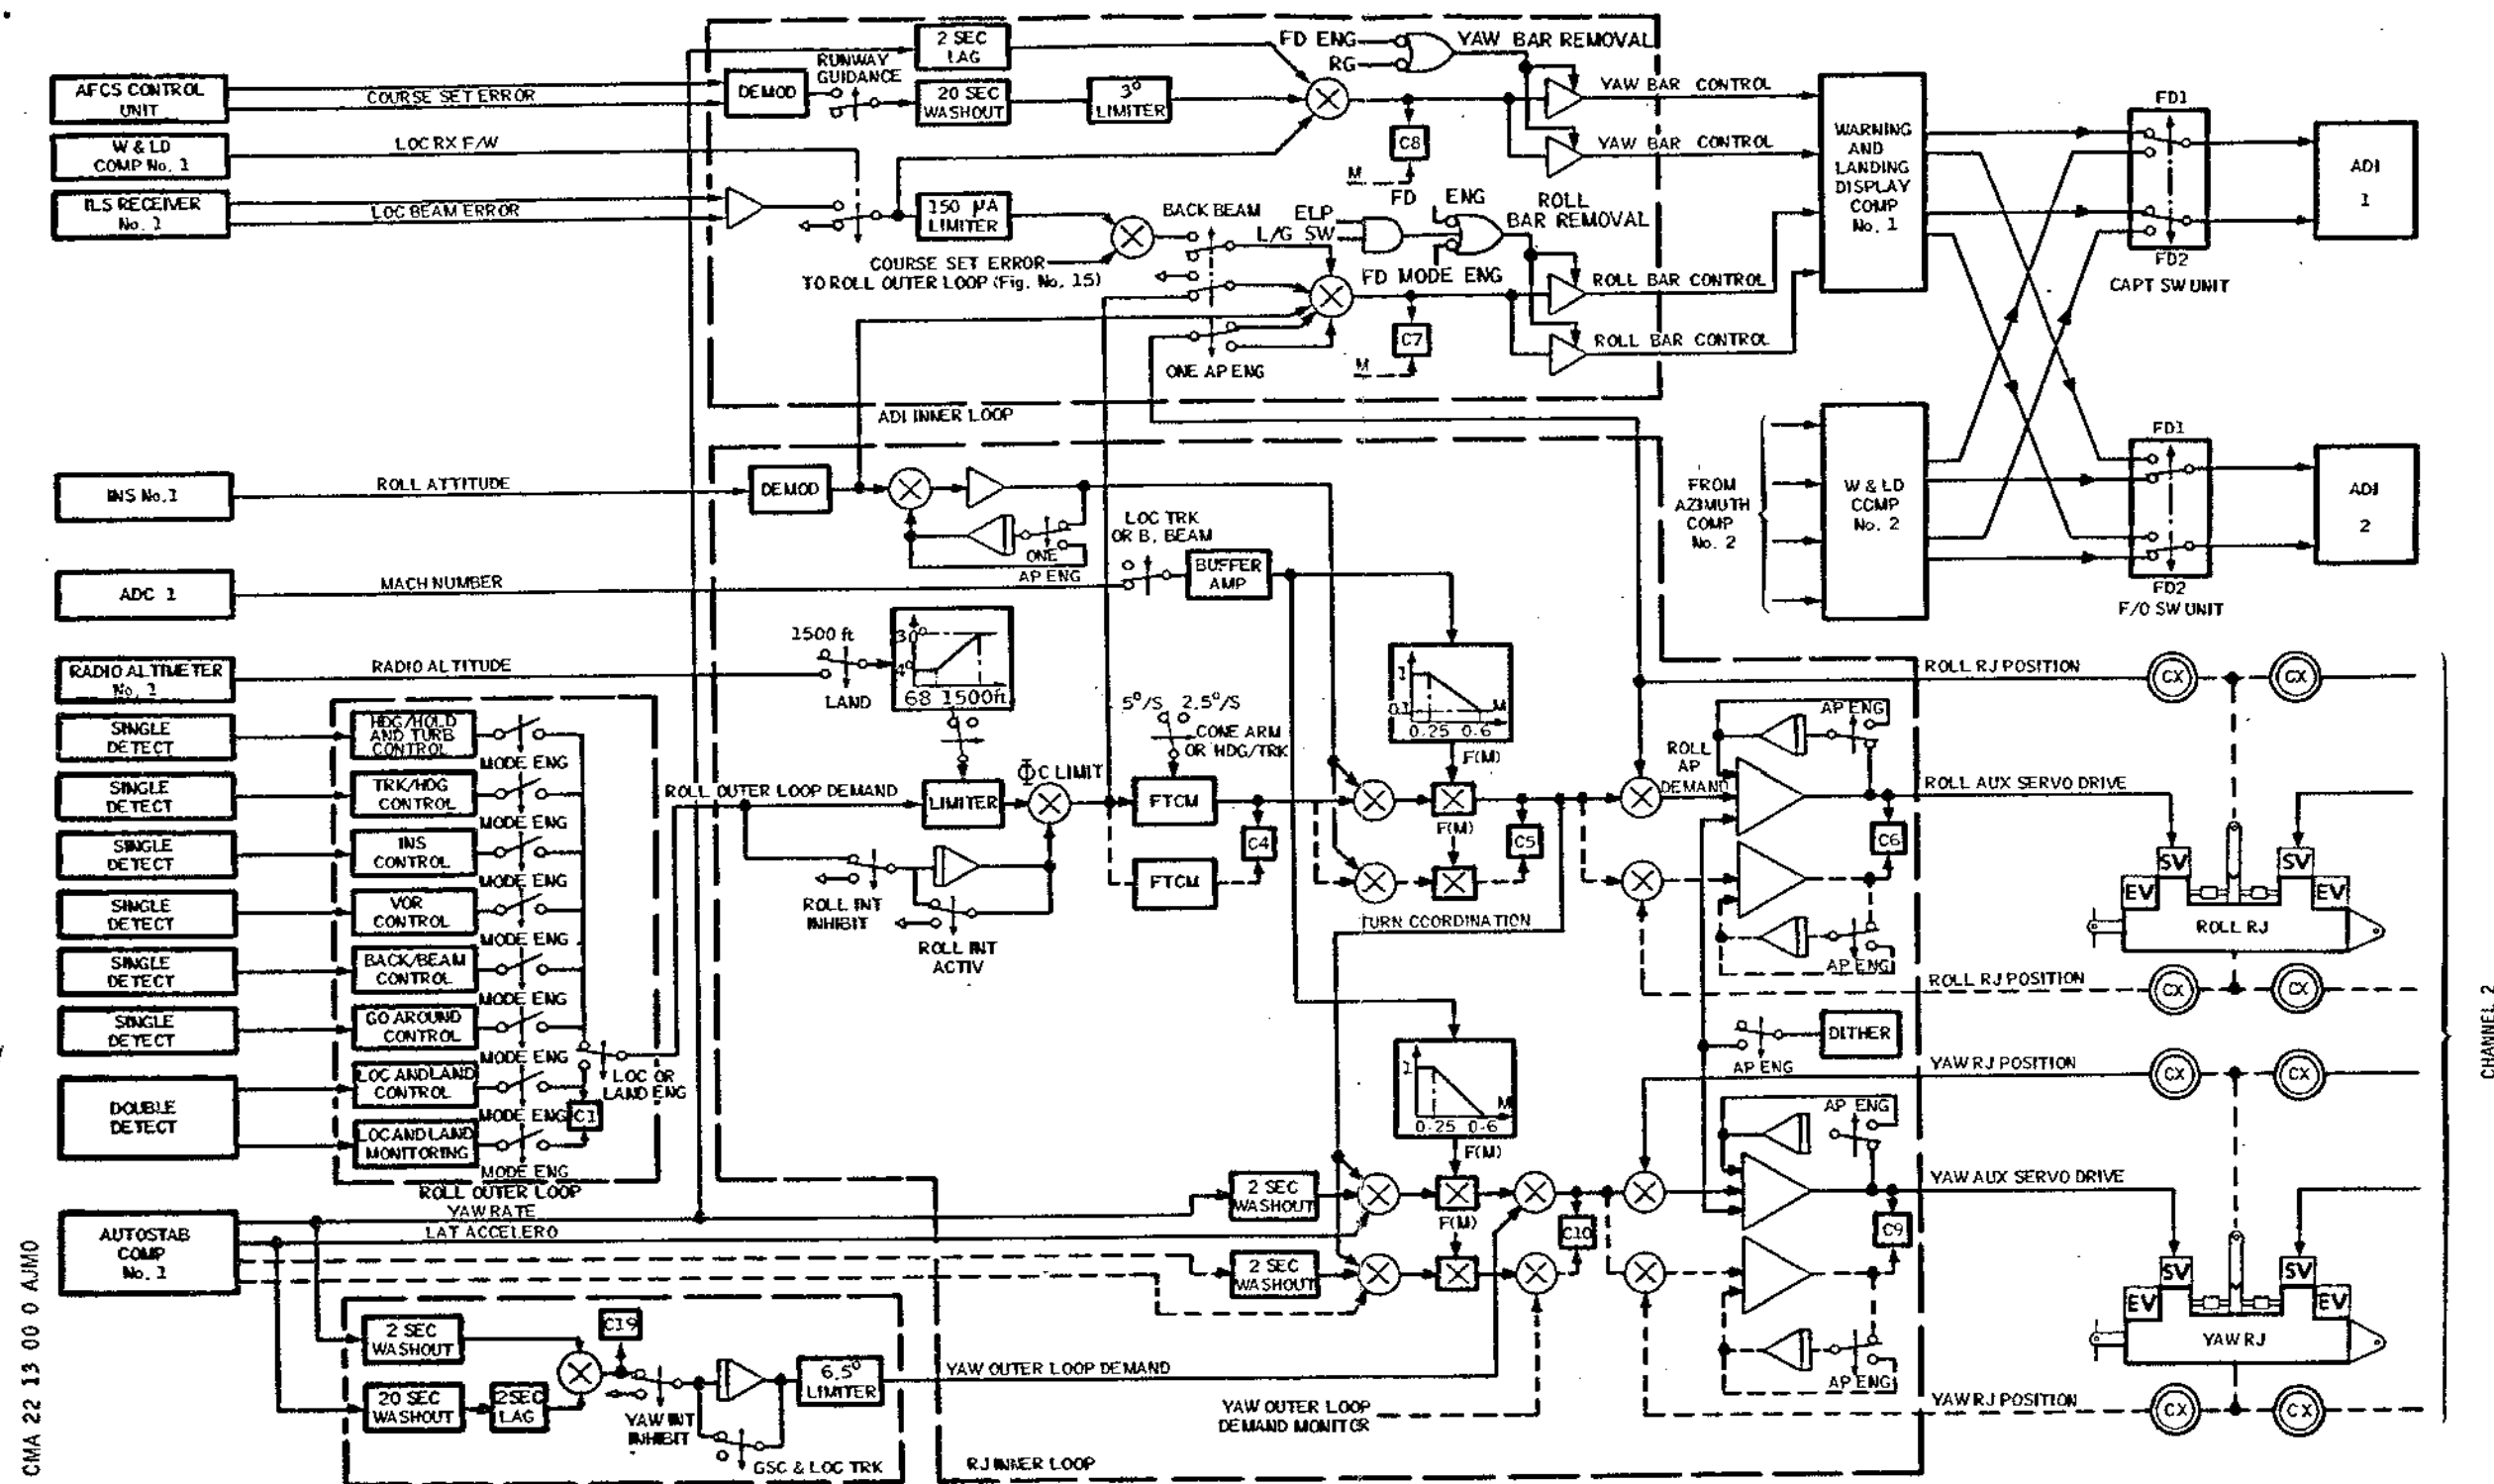 FD ENG
RG
YAW BAR REMOVAL
2 SEC
LAG
RUNWAY
GUIDANCE
AFCS CONTROL
UNIT
COURSE SET ERROR
DEMOD
20 SEC
WASHOUT
3°
LIMITER
YAW BAR CONTROL
C8
M
YAW BAR CONTROL
W & LD
COMP No. 1
LOC RX F/W
ILS RECEIVER
No. 1
LOC BEAM ERROR
150 µA
LIMITER
BACK BEAM
COURSE SET ERROR
TO ROLL OUTER LOOP (Fig. No. 15)
FD
ENG
ELP
L/G SW
ROLL
BAR REMOVAL
FD MODE ENG
ROLL BAR CONTROL
C7
M
ROLL BAR CONTROL
ONE AP ENG
ADI INNER LOOP
WARNING
AND
LANDING
DISPLAY
COMP
No. 1
FD1
FD2
CAPT SW UNIT
ADI
1
FROM
AZIMUTH
COMP
No. 2
W & LD
COMP
No. 2
FD1
FD2
F/O SW UNIT
ADI
2
INS No.1
ROLL ATTITUDE
DEMOD
ONE
AP ENG
LOC TRK
OR B. BEAM
BUFFER
AMP
ADC 1
MACH NUMBER
RADIO ALTIMETER
No. 1
RADIO ALTITUDE
1500 ft
LAND
30°
4°
68 1500ft
SINGLE
DETECT
HDG/HOLD
AND TURB
CONTROL
MODE ENG
SINGLE
DETECT
TRK/HDG
CONTROL
MODE ENG
SINGLE
DETECT
INS
CONTROL
MODE ENG
SINGLE
DETECT
VOR
CONTROL
MODE ENG
SINGLE
DETECT
BACK/BEAM
CONTROL
MODE ENG
SINGLE
DETECT
GO AROUND
CONTROL
MODE ENG
DOUBLE
DETECT
LOC AND LAND
CONTROL
MODE ENG
C1
LOC AND LAND
MONITORING
MODE ENG
LOC OR
LAND ENG
ROLL OUTER LOOP
ROLL OUTER LOOP DEMAND
LIMITER
ΦC LIMIT
ROLL INT
INHIBIT
ROLL INT
ACTIV
5°/S 2.5°/S
CONE ARM
OR HDG/TRK
FTCM
FTCM
C4
1
0.1
M
0.25 0.6
F(M)
F(M)
C5
TURN COORDINATION
ROLL
AP
DEMAND
AP ENG
C6
AP ENG
ROLL RJ POSITION
CX
CX
ROLL AUX SERVO DRIVE
SV
SV
EV
EV
ROLL RJ
ROLL RJ POSITION
CX
CX
DITHER
AP ENG
YAW RJ POSITION
CX
CX
CHANNEL 2
1
M
0.25 0.6
F(M)
F(M)
AP ENG
YAW AUX SERVO DRIVE
C9
AP ENG
C10
SV
SV
EV
EV
YAW RJ
YAW RJ POSITION
CX
CX
AUTOSTAB
COMP
No. 1
YAW RATE
LAT ACCELERO
2 SEC
WASHOUT
2 SEC
WASHOUT
2 SEC
WASHOUT
20 SEC
WASHOUT
2SEC
LAG
C19
YAW INT
INHIBIT
6.5°
LIMITER
GSC & LOC TRK
YAW OUTER LOOP DEMAND
YAW OUTER LOOP
DEMAND MONITOR
RJ INNER LOOP
CMA 22 13 00 0 AJM0